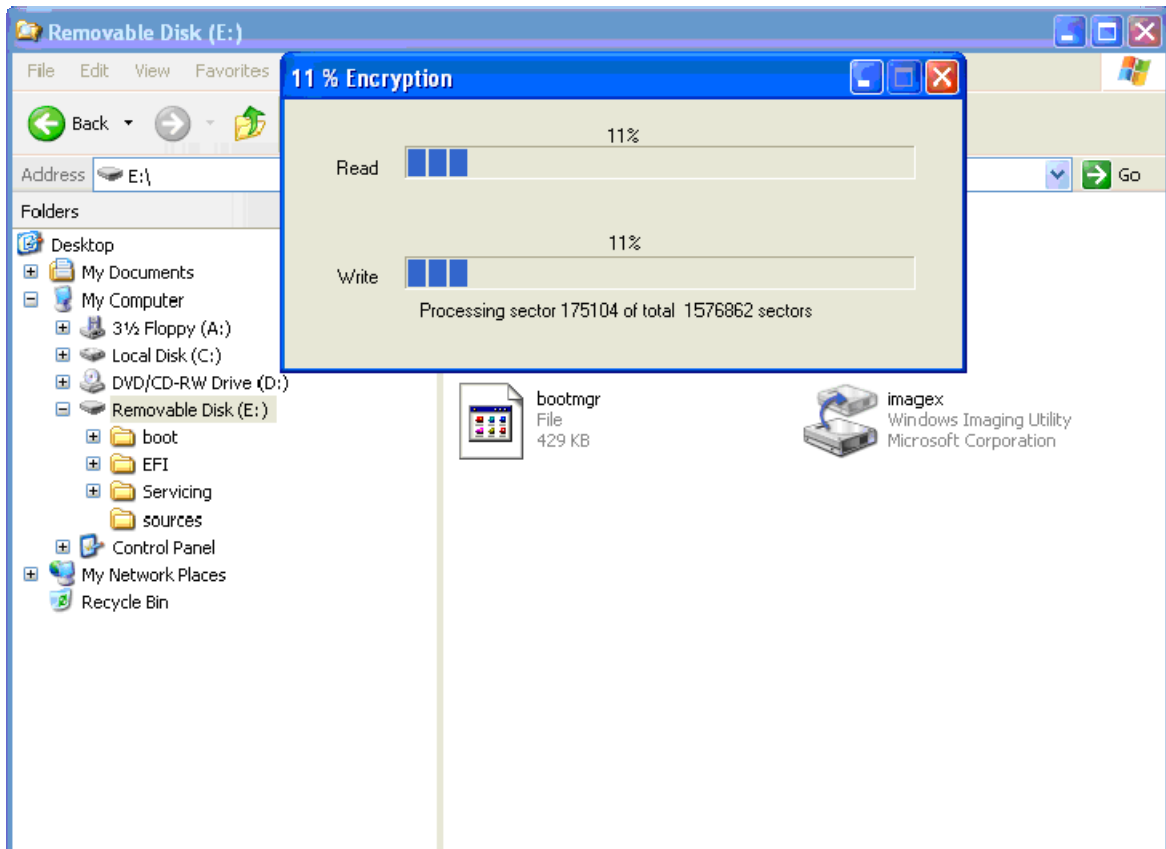 Removable Disk (E:)
File Edit View Favorites
11 % Encryption
Back
11%
Read
Address E:\
Go
Folders
11%
Write
Processing sector 175104 of total 1576862 sectors
Desktop
My Documents
My Computer
3½ Floppy (A:)
Local Disk (C:)
DVD/CD-RW Drive (D:)
Removable Disk (E:)
boot
EFI
Servicing
sources
Control Panel
My Network Places
Recycle Bin
bootmgr
File
429 KB
imagex
Windows Imaging Utility
Microsoft Corporation